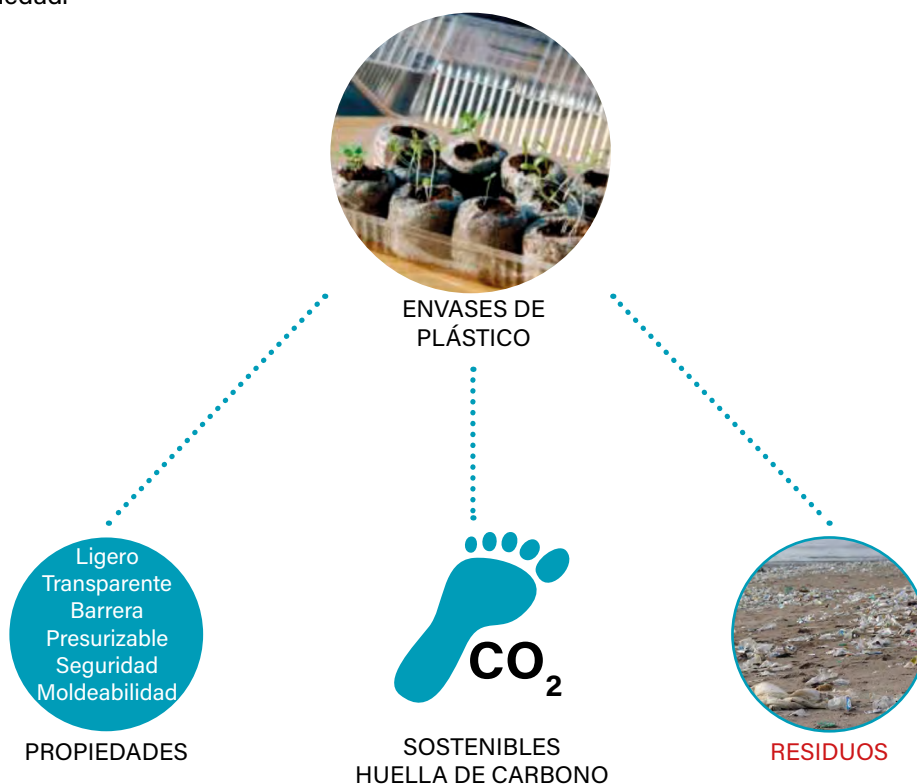 ENVASES DE
PLÁSTICO
Ligero
Transparente
Barrera
Presurizable
Seguridad
Moldeabilidad
PROPIEDADES
CO₂
SOSTENIBLES
HUELLA DE CARBONO
RESIDUOS